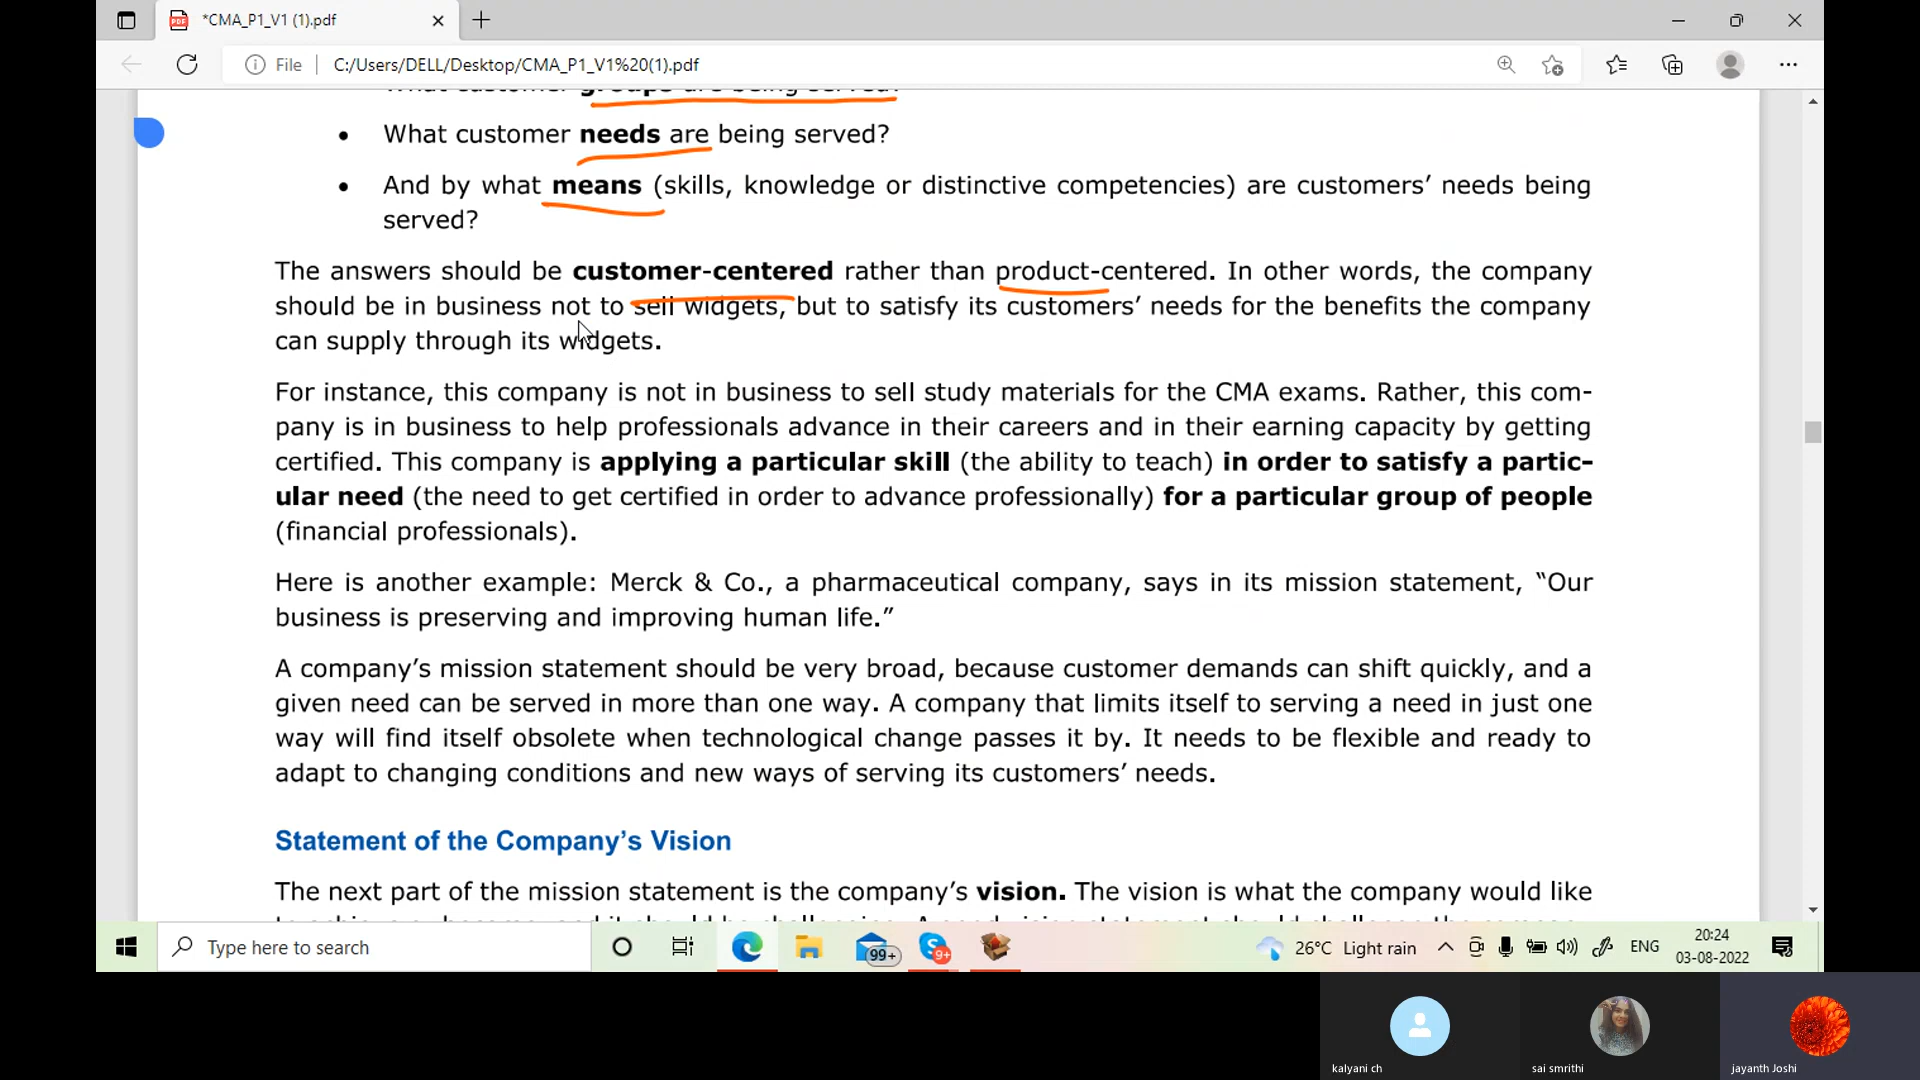 *CMA_P1_V1 (1).pdf
File
C:/Users/DELL/Desktop/CMA_P1_V1%20(1).pdf
What customer groups are being served?
• What customer needs are being served?
• And by what means (skills, knowledge or distinctive competencies) are customers’ needs being
served?
The answers should be customer-centered rather than product-centered. In other words, the company
should be in business not to sell widgets, but to satisfy its customers’ needs for the benefits the company
can supply through its widgets.
For instance, this company is not in business to sell study materials for the CMA exams. Rather, this com-
pany is in business to help professionals advance in their careers and in their earning capacity by getting
certified. This company is applying a particular skill (the ability to teach) in order to satisfy a partic-
ular need (the need to get certified in order to advance professionally) for a particular group of people
(financial professionals).
Here is another example: Merck & Co., a pharmaceutical company, says in its mission statement, “Our
business is preserving and improving human life.”
A company’s mission statement should be very broad, because customer demands can shift quickly, and a
given need can be served in more than one way. A company that limits itself to serving a need in just one
way will find itself obsolete when technological change passes it by. It needs to be flexible and ready to
adapt to changing conditions and new ways of serving its customers’ needs.
Statement of the Company’s Vision
The next part of the mission statement is the company’s vision. The vision is what the company would like
Type here to search
99+
9+
26°C Light rain
ENG
20:24
03-08-2022
kalyani ch
sai smrithi
jayanth Joshi